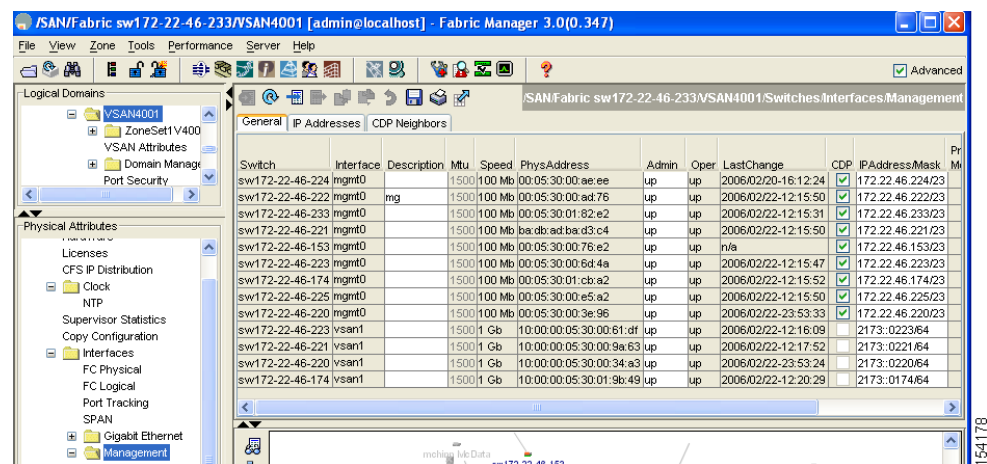 /SAN/Fabric sw172-22-46-233/VSAN4001 [admin@localhost] - Fabric Manager 3.0(0.347)
File View Zone Tools Performance Server Help
Advanced
Logical Domains
VSAN4001
ZoneSet1V400
VSAN Attributes
Domain Manage
Port Security
Physical Attributes
Hardware
Licenses
CFS IP Distribution
Clock
NTP
Supervisor Statistics
Copy Configuration
Interfaces
FC Physical
FC Logical
Port Tracking
SPAN
Gigabit Ethernet
Management
/SAN/Fabric sw172-22-46-233/VSAN4001/Switches/Interfaces/Management
General IP Addresses CDP Neighbors
Switch Interface Description Mtu Speed PhysAddress Admin Oper LastChange CDP IPAddress/Mask Pr
sw172-22-46-224 mgmt0 1500 100 Mb 00:05:30:00:ae:ee up up 2006/02/20-16:12:24 172.22.46.224/23
sw172-22-46-222 mgmt0 mg 1500 100 Mb 00:05:30:00:ad:76 up up 2006/02/22-12:15:50 172.22.46.222/23
sw172-22-46-233 mgmt0 1500 100 Mb 00:05:30:01:82:e2 up up 2006/02/22-12:15:31 172.22.46.233/23
sw172-22-46-221 mgmt0 1500 100 Mb ba:db:ad:ba:d3:c4 up up 2006/02/22-12:15:50 172.22.46.221/23
sw172-22-46-153 mgmt0 1500 100 Mb 00:05:30:00:76:e2 up up n/a 172.22.46.153/23
sw172-22-46-223 mgmt0 1500 100 Mb 00:05:30:00:6d:4a up up 2006/02/22-12:15:47 172.22.46.223/23
sw172-22-46-174 mgmt0 1500 100 Mb 00:05:30:01:cb:a2 up up 2006/02/22-12:15:52 172.22.46.174/23
sw172-22-46-225 mgmt0 1500 100 Mb 00:05:30:00:e5:a2 up up 2006/02/22-12:15:50 172.22.46.225/23
sw172-22-46-220 mgmt0 1500 100 Mb 00:05:30:00:3e:96 up up 2006/02/22-23:53:33 172.22.46.220/23
sw172-22-46-223 vsan1 1500 1 Gb 10:00:00:05:30:00:61:df up up 2006/02/22-12:16:09 2173::0223/64
sw172-22-46-221 vsan1 1500 1 Gb 10:00:00:05:30:00:9a:63 up up 2006/02/22-12:17:52 2173::0221/64
sw172-22-46-220 vsan1 1500 1 Gb 10:00:00:05:30:00:34:a3 up up 2006/02/22-23:53:24 2173::0220/64
sw172-22-46-174 vsan1 1500 1 Gb 10:00:00:05:30:01:9b:49 up up 2006/02/22-12:20:29 2173::0174/64
sw172-22-46-153
154178